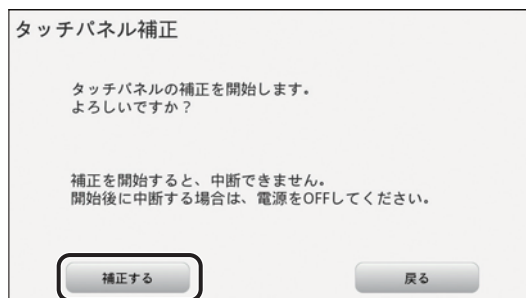 タッチパネル補正
タッチパネルの補正を開始します。
よろしいですか？
補正を開始すると、中断できません。
開始後に中断する場合は、電源をOFFしてください。
補正する
戻る